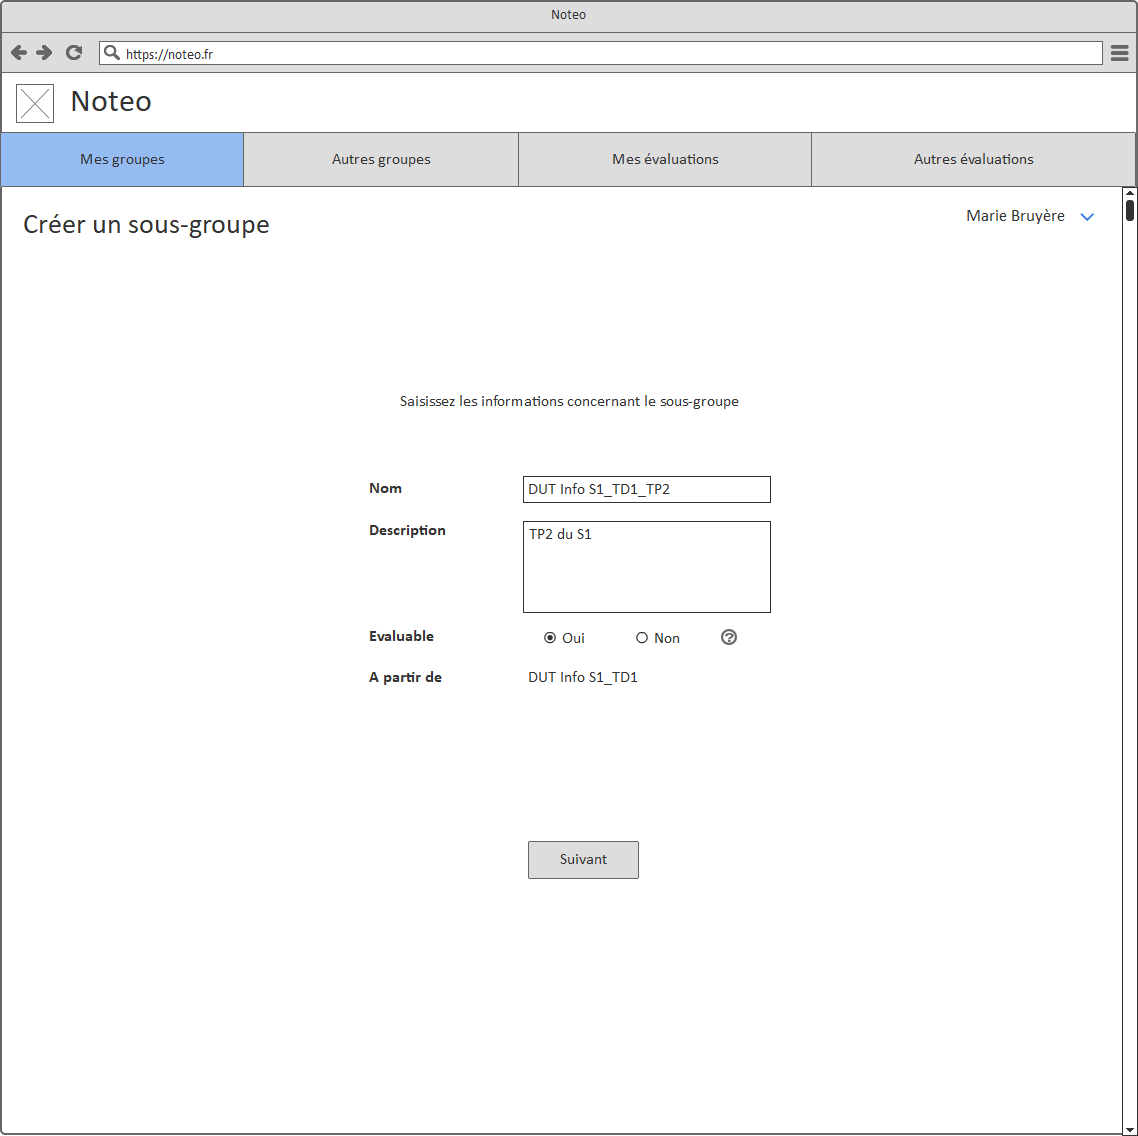 Noteo
https://noteo.fr
Noteo
Mes groupes
Autres groupes
Mes évaluations
Autres évaluations
Créer un sous-groupe
Marie Bruyère
Saisissez les informations concernant le sous-groupe
Nom
DUT Info S1_TD1_TP2
Description
TP2 du S1
Evaluable
Oui
Non
?
A partir de
DUT Info S1_TD1
Suivant